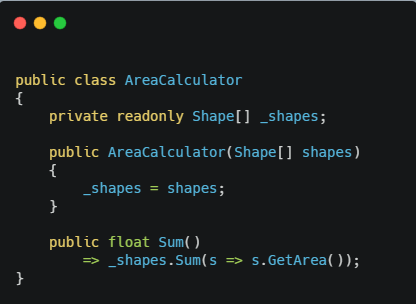 public class AreaCalculator
{
    private readonly Shape[] _shapes;

    public AreaCalculator(Shape[] shapes)
    {
        _shapes = shapes;
    }

    public float Sum()
        => _shapes.Sum(s => s.GetArea());
}